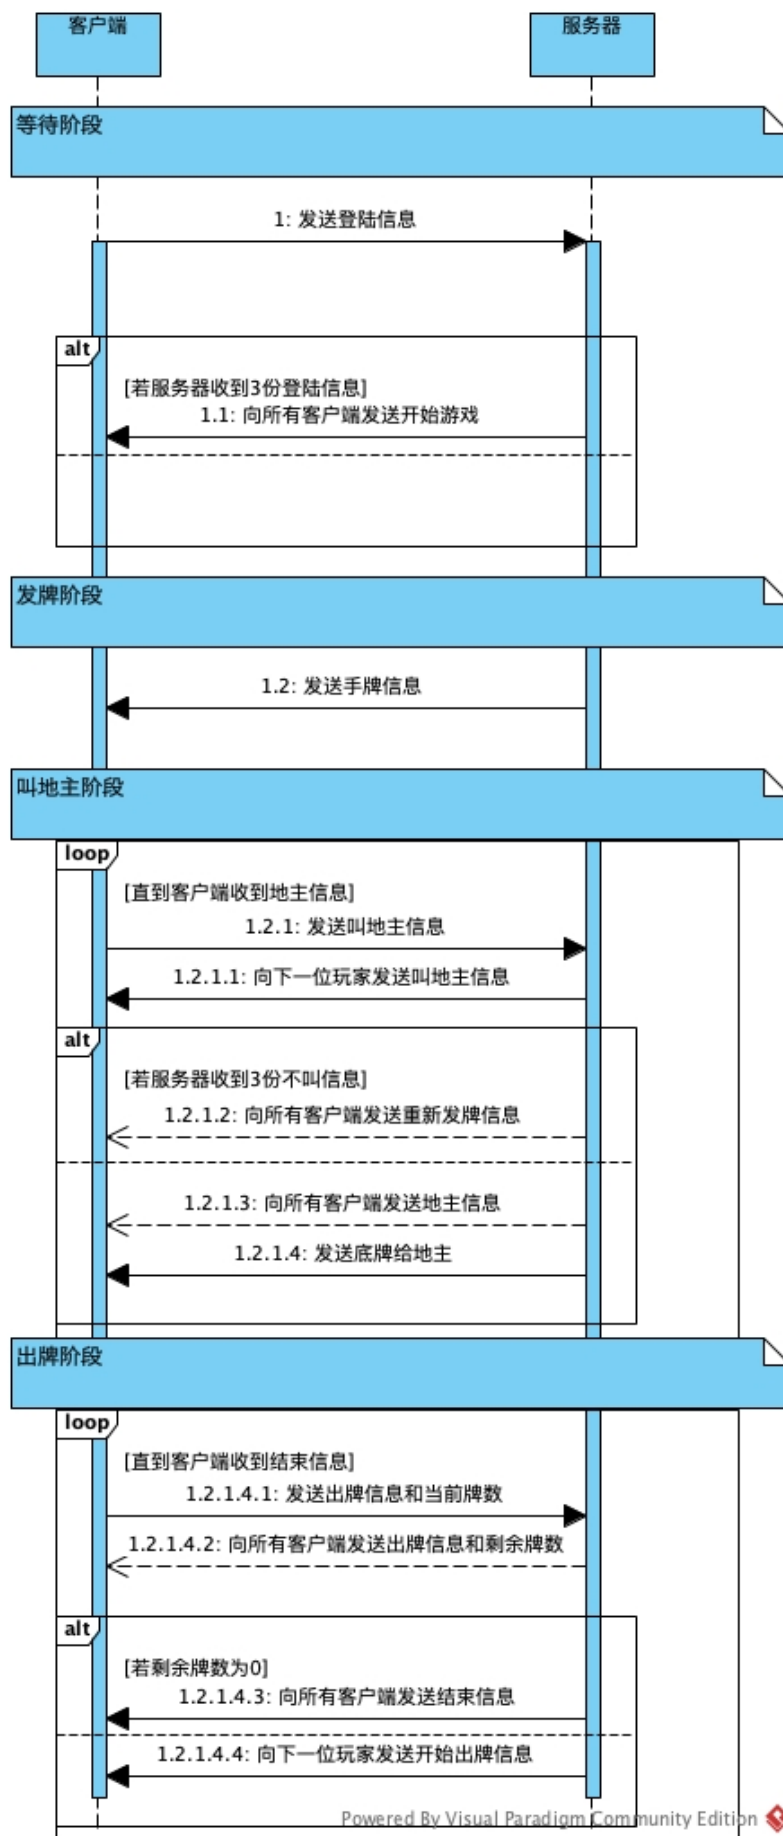 客户端
服务器
等待阶段
1: 发送登陆信息
alt
[若服务器收到3份登陆信息]
1.1: 向所有客户端发送开始游戏
发牌阶段
1.2: 发送手牌信息
叫地主阶段
loop
[直到客户端收到地主信息]
1.2.1: 发送叫地主信息
1.2.1.1: 向下一位玩家发送叫地主信息
alt
[若服务器收到3份不叫信息]
1.2.1.2: 向所有客户端发送重新发牌信息
1.2.1.3: 向所有客户端发送地主信息
1.2.1.4: 发送底牌给地主
出牌阶段
loop
[直到客户端收到结束信息]
1.2.1.4.1: 发送出牌信息和当前牌数
1.2.1.4.2: 向所有客户端发送出牌信息和剩余牌数
alt
[若剩余牌数为0]
1.2.1.4.3: 向所有客户端发送结束信息
1.2.1.4.4: 向下一位玩家发送开始出牌信息
Powered By Visual Paradigm Community Edition